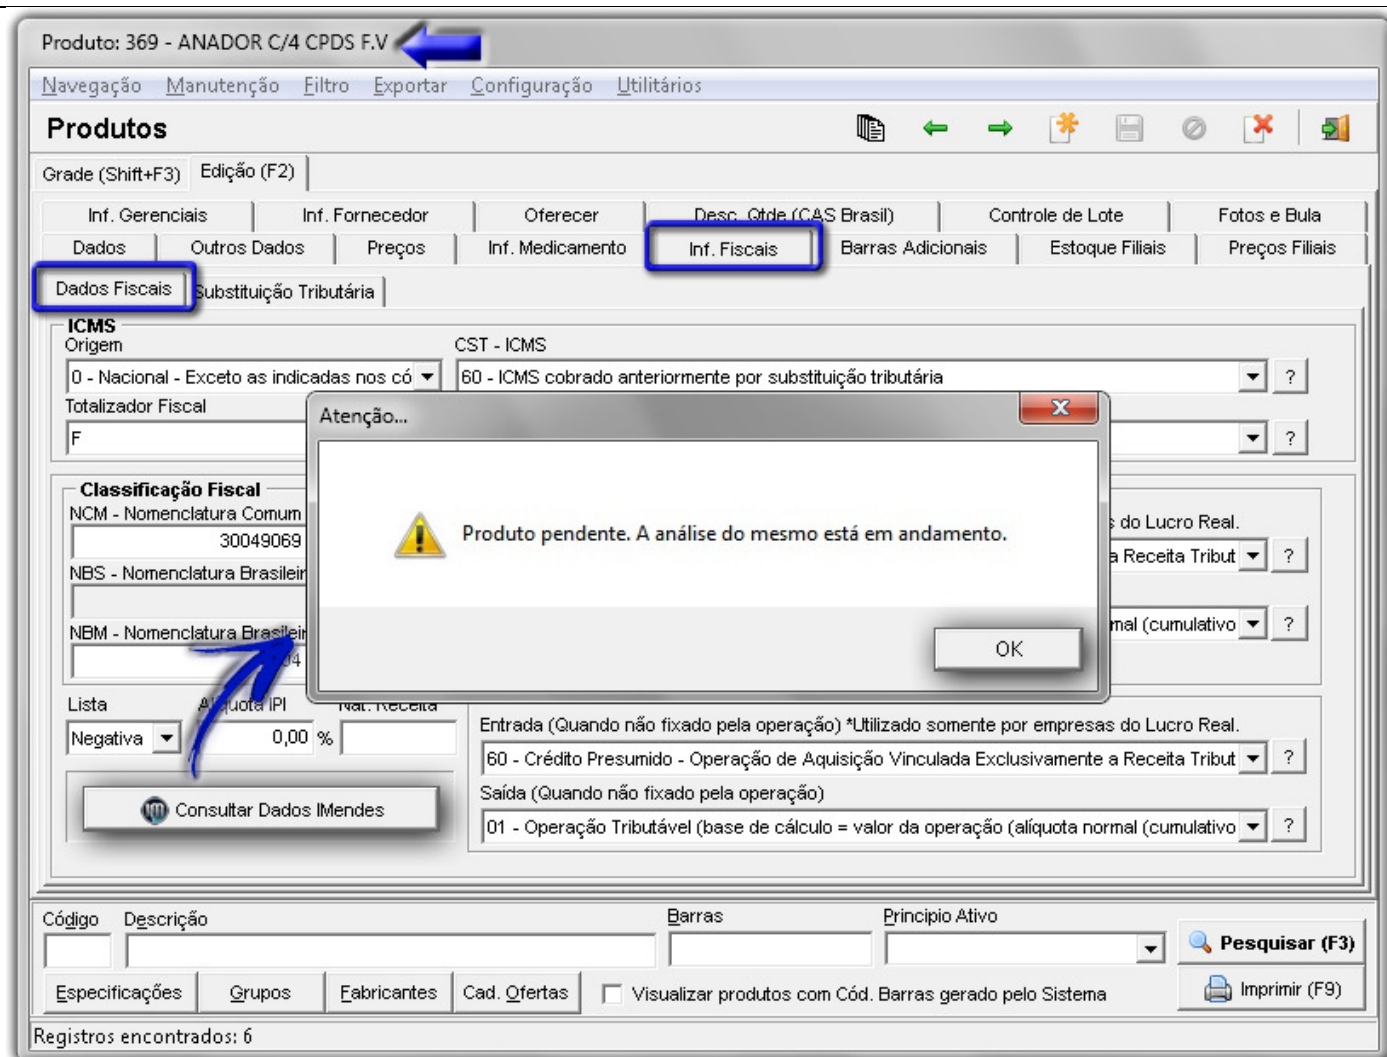 Produto: 369 - ANADOR C/4 CPDS F.V
Navegação Manutenção Filtro Exportar Configuração Utilitários
Produtos
Grade (Shift+F3) Edição (F2)
Inf. Gerenciais Inf. Fornecedor Oferecer Desc. Qtde (CAS Brasil) Controle de Lote Fotos e Bula
Dados Outros Dados Preços Inf. Medicamento Inf. Fiscais Barras Adicionais Estoque Filiais Preços Filiais
Dados Fiscais Substituição Tributária
ICMS
Origem CST - ICMS
0 - Nacional - Exceto as indicadas nos có 60 - ICMS cobrado anteriormente por substituição tributária ?
Totalizador Fiscal
F ?
Atenção...
Produto pendente. A análise do mesmo está em andamento.
OK
Classificação Fiscal
NCM - Nomenclatura Comum
30049069
NBS - Nomenclatura Brasileir
NBM - Nomenclatura Brasileir
04
do Lucro Real.
a Receita Tribut ?
mal (cumulativo ?
Lista Alíquota IPI Nat. Receita
Negativa 0,00 %
Entrada (Quando não fixado pela operação) *Utilizado somente por empresas do Lucro Real.
60 - Crédito Presumido - Operação de Aquisição Vinculada Exclusivamente a Receita Tribut ?
Saída (Quando não fixado pela operação)
01 - Operação Tributável (base de cálculo = valor da operação (alíquota normal (cumulativo ?
Consultar Dados IMendes
Código Descrição Barras Principio Ativo
Pesquisar (F3)
Especificações Grupos Fabricantes Cad. Ofertas Visualizar produtos com Cód. Barras gerado pelo Sistema Imprimir (F9)
Registros encontrados: 6